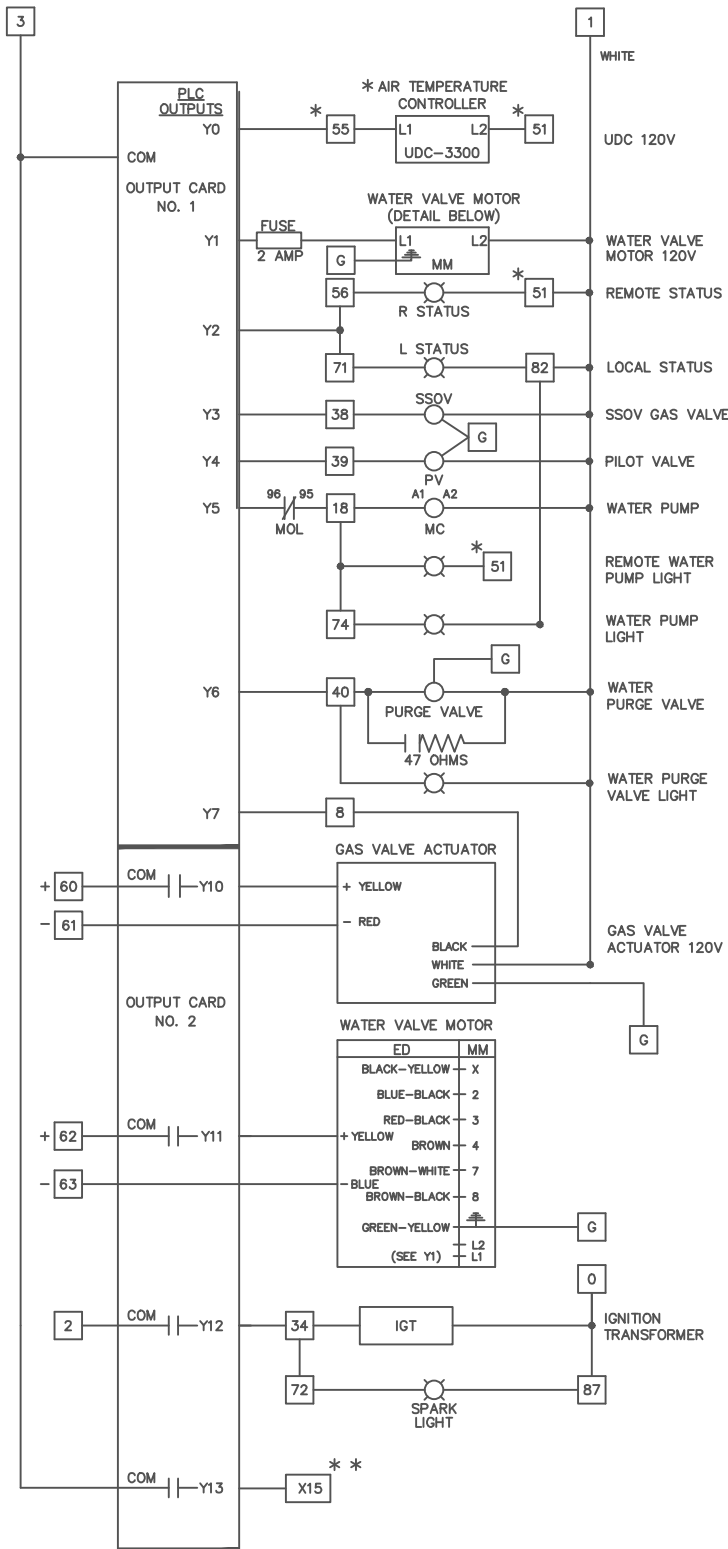 3
1
WHITE
PLC
OUTPUTS
* AIR TEMPERATURE
CONTROLLER
Y0
*
55
L1
L2
UDC-3300
*
51
UDC 120V
COM
OUTPUT CARD
NO. 1
WATER VALVE MOTOR
(DETAIL BELOW)
Y1
FUSE
2 AMP
L1
L2
MM
G
WATER VALVE
MOTOR 120V
56
R STATUS
*
51
REMOTE STATUS
Y2
L STATUS
71
82
LOCAL STATUS
SSOV
Y3
38
G
SSOV GAS VALVE
Y4
39
PV
PILOT VALVE
Y5
96
95
MOL
18
A1
A2
MC
WATER PUMP
*
51
REMOTE WATER
PUMP LIGHT
74
WATER PUMP
LIGHT
G
Y6
40
PURGE VALVE
WATER
PURGE VALVE
47 OHMS
WATER PURGE
VALVE LIGHT
Y7
8
GAS VALVE ACTUATOR
+ 60
COM
Y10
+ YELLOW
- 61
- RED
BLACK
WHITE
GREEN
GAS VALVE
ACTUATOR 120V
G
OUTPUT CARD
NO. 2
WATER VALVE MOTOR
ED
MM
BLACK-YELLOW
X
BLUE-BLACK
2
RED-BLACK
3
+ 62
COM
Y11
+ YELLOW
BROWN
4
BROWN-WHITE
7
- 63
- BLUE
BROWN-BLACK
8
GREEN-YELLOW
G
L2
(SEE Y1)
L1
0
2
COM
Y12
34
IGT
IGNITION
TRANSFORMER
72
87
SPARK
LIGHT
COM
Y13
X15
* *